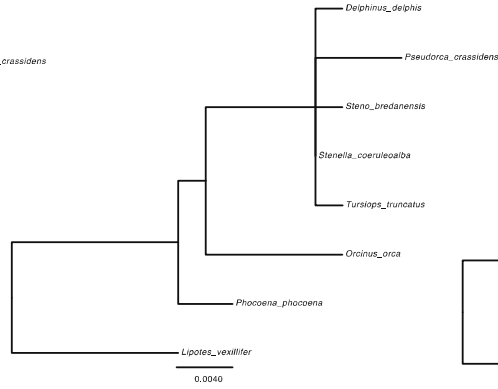 Delphinus_delphis
Pseudorca_crassidens
_crassidens
Steno_bredanensis
Stenella_coeruleoalba
Tursiops_truncatus
Orcinus_orca
Phocoena_phocoena
Lipotes_vexillifer
0.0040